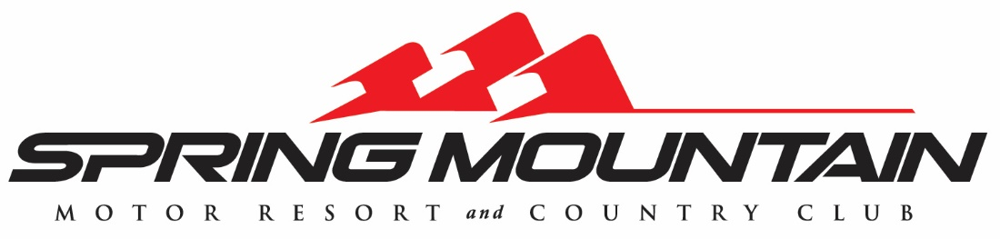 SPRING MOUNTAIN
MOTOR RESORT and COUNTRY CLUB